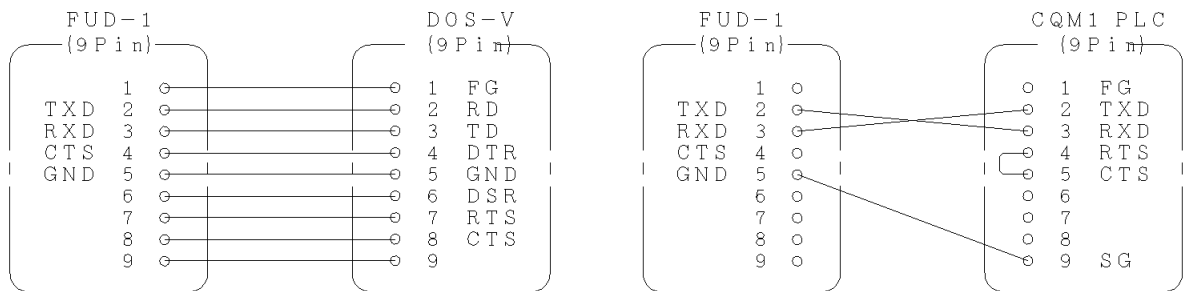 FUD-1 DOS-V FUD-1 CQM1 PLC
(9Pin) (9Pin) (9Pin) (9Pin)
1 1 FG 1 1 FG
TXD 2 2 RD TXD 2 2 TXD
RXD 3 3 TD RXD 3 3 RXD
CTS 4 4 DTR CTS 4 4 RTS
GND 5 5 GND GND 5 5 CTS
6 6 DSR 6 6
7 7 RTS 7 7
8 8 CTS 8 8
9 9 9 9 SG